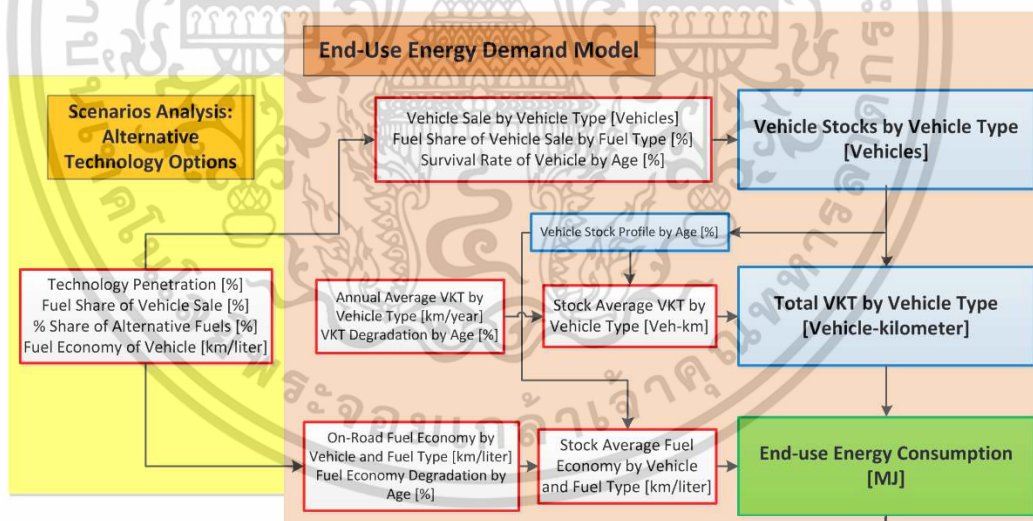 End-Use Energy Demand Model
Scenarios Analysis:
Alternative
Technology Options
Vehicle Sale by Vehicle Type [Vehicles]
Fuel Share of Vehicle Sale by Fuel Type [%]
Survival Rate of Vehicle by Age [%]
Vehicle Stocks by Vehicle Type
[Vehicles]
Vehicle Stock Profile by Age [%]
Technology Penetration [%]
Fuel Share of Vehicle Sale [%]
% Share of Alternative Fuels [%]
Fuel Economy of Vehicle [km/liter]
Annual Average VKT by
Vehicle Type [km/year]
VKT Degradation by Age [%]
Stock Average VKT by
Vehicle Type [Veh-km]
Total VKT by Vehicle Type
[Vehicle-kilometer]
On-Road Fuel Economy by
Vehicle and Fuel Type [km/liter]
Fuel Economy Degradation by
Age [%]
Stock Average Fuel
Economy by Vehicle
and Fuel Type [km/liter]
End-use Energy Consumption
[MJ]